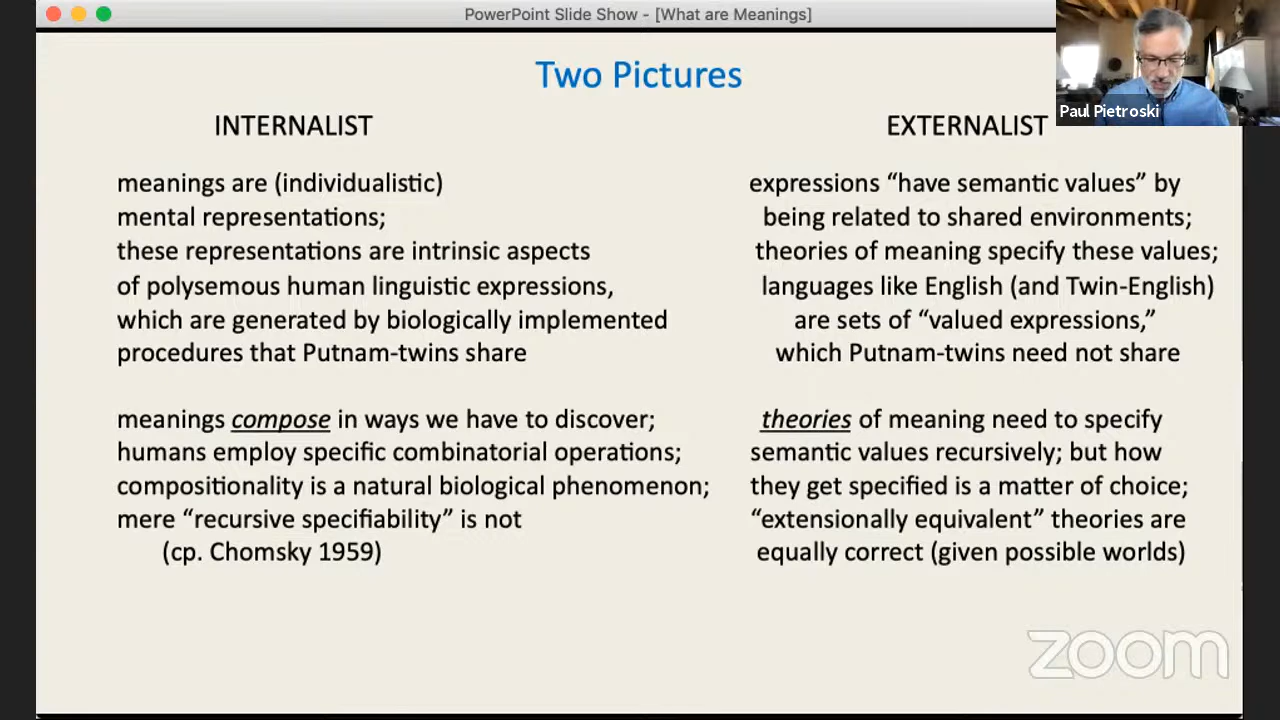 PowerPoint Slide Show - [What are Meanings]
Paul Pietroski
Two Pictures
INTERNALIST
meanings are (individualistic)
mental representations;
these representations are intrinsic aspects
of polysemous human linguistic expressions,
which are generated by biologically implemented
procedures that Putnam-twins share
meanings compose in ways we have to discover;
humans employ specific combinatorial operations;
compositionality is a natural biological phenomenon;
mere “recursive specifiability” is not
(cp. Chomsky 1959)
EXTERNALIST
expressions “have semantic values” by
being related to shared environments;
theories of meaning specify these values;
languages like English (and Twin-English)
are sets of “valued expressions,”
which Putnam-twins need not share
theories of meaning need to specify
semantic values recursively; but how
they get specified is a matter of choice;
“extensionally equivalent” theories are
equally correct (given possible worlds)
zoom